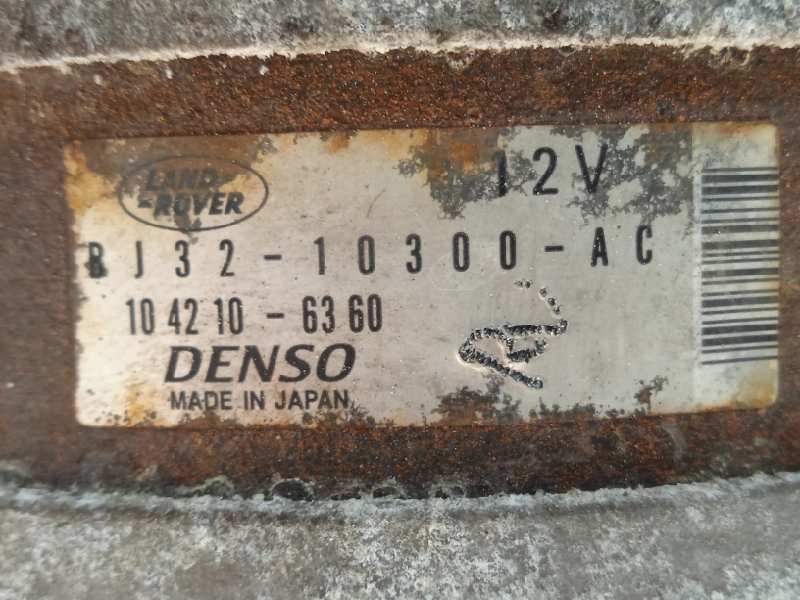 LAND-
-ROVER
12V
BJ32-10300-AC
104210-6360
DENSO
MADE IN JAPAN